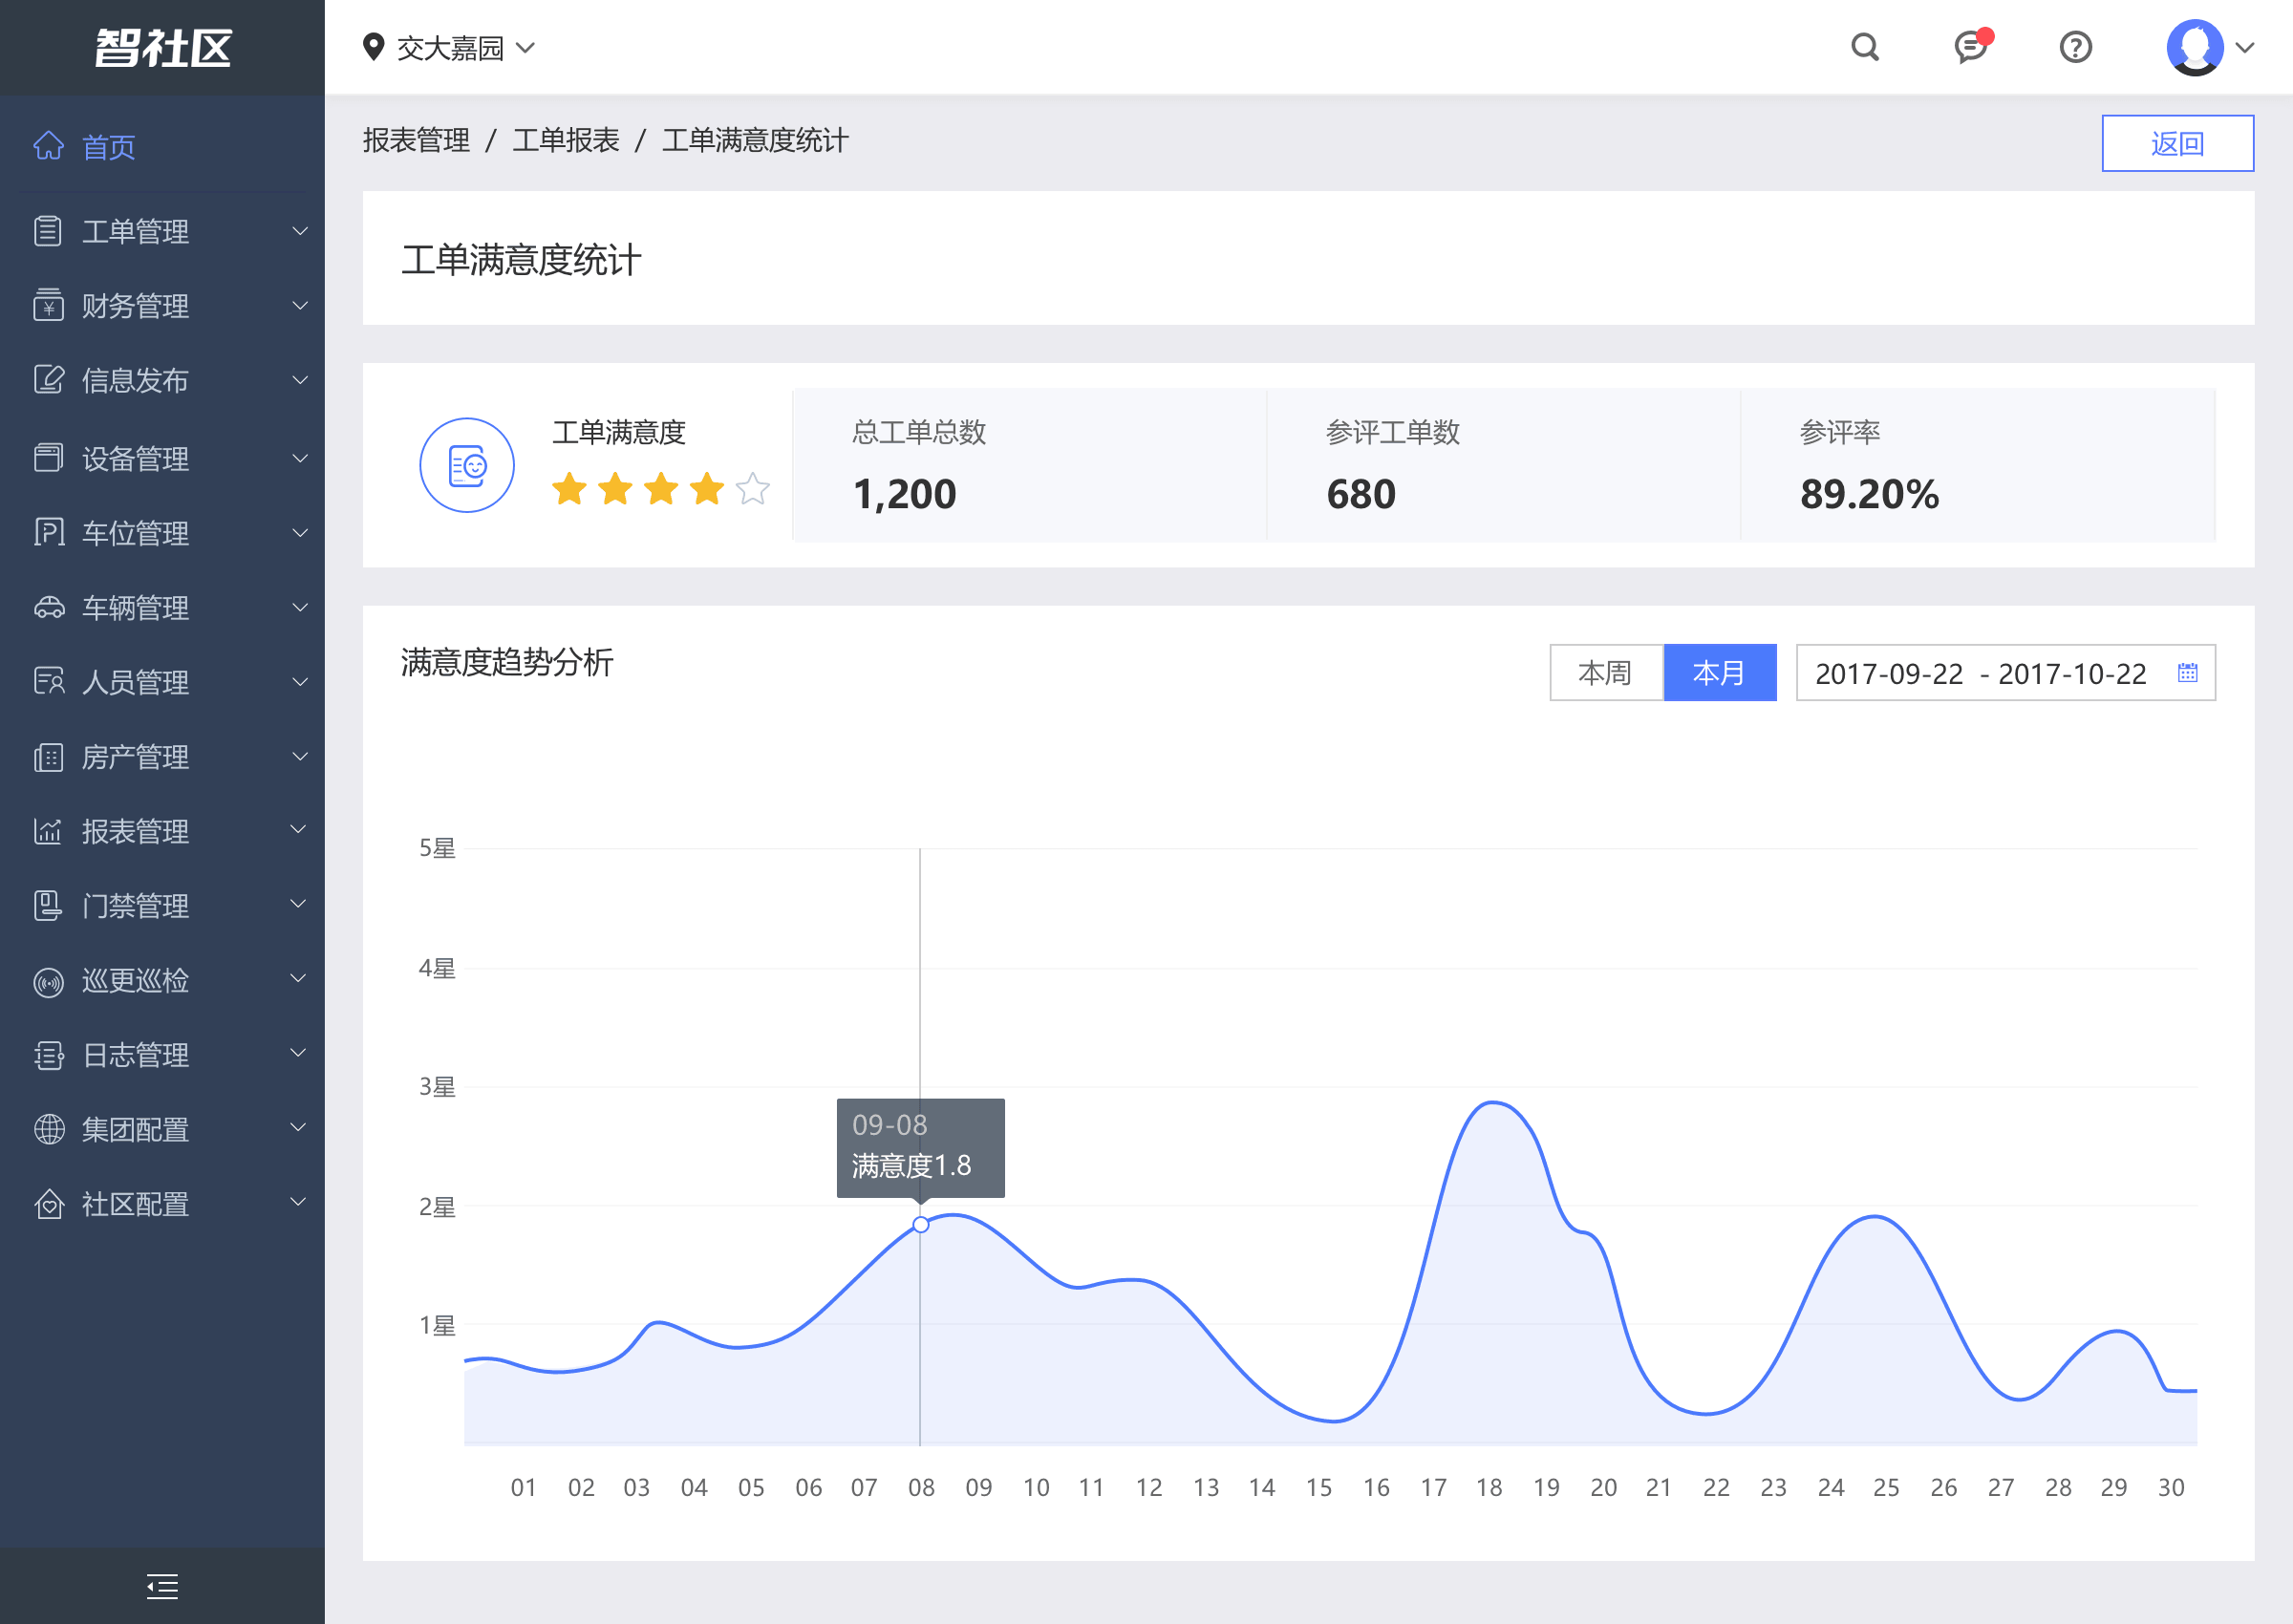 智社区
交大嘉园
首页
工单管理
财务管理
信息发布
设备管理
车位管理
车辆管理
人员管理
房产管理
报表管理
门禁管理
巡更巡检
日志管理
集团配置
社区配置
报表管理 / 工单报表 / 工单满意度统计
返回
工单满意度统计
工单满意度
总工单总数
1,200
参评工单数
680
参评率
89.20%
满意度趋势分析
本周
本月
2017-09-22 - 2017-10-22
5星
4星
3星
2星
1星
09-08
满意度1.8
01 02 03 04 05 06 07 08 09 10 11 12 13 14 15 16 17 18 19 20 21 22 23 24 25 26 27 28 29 30